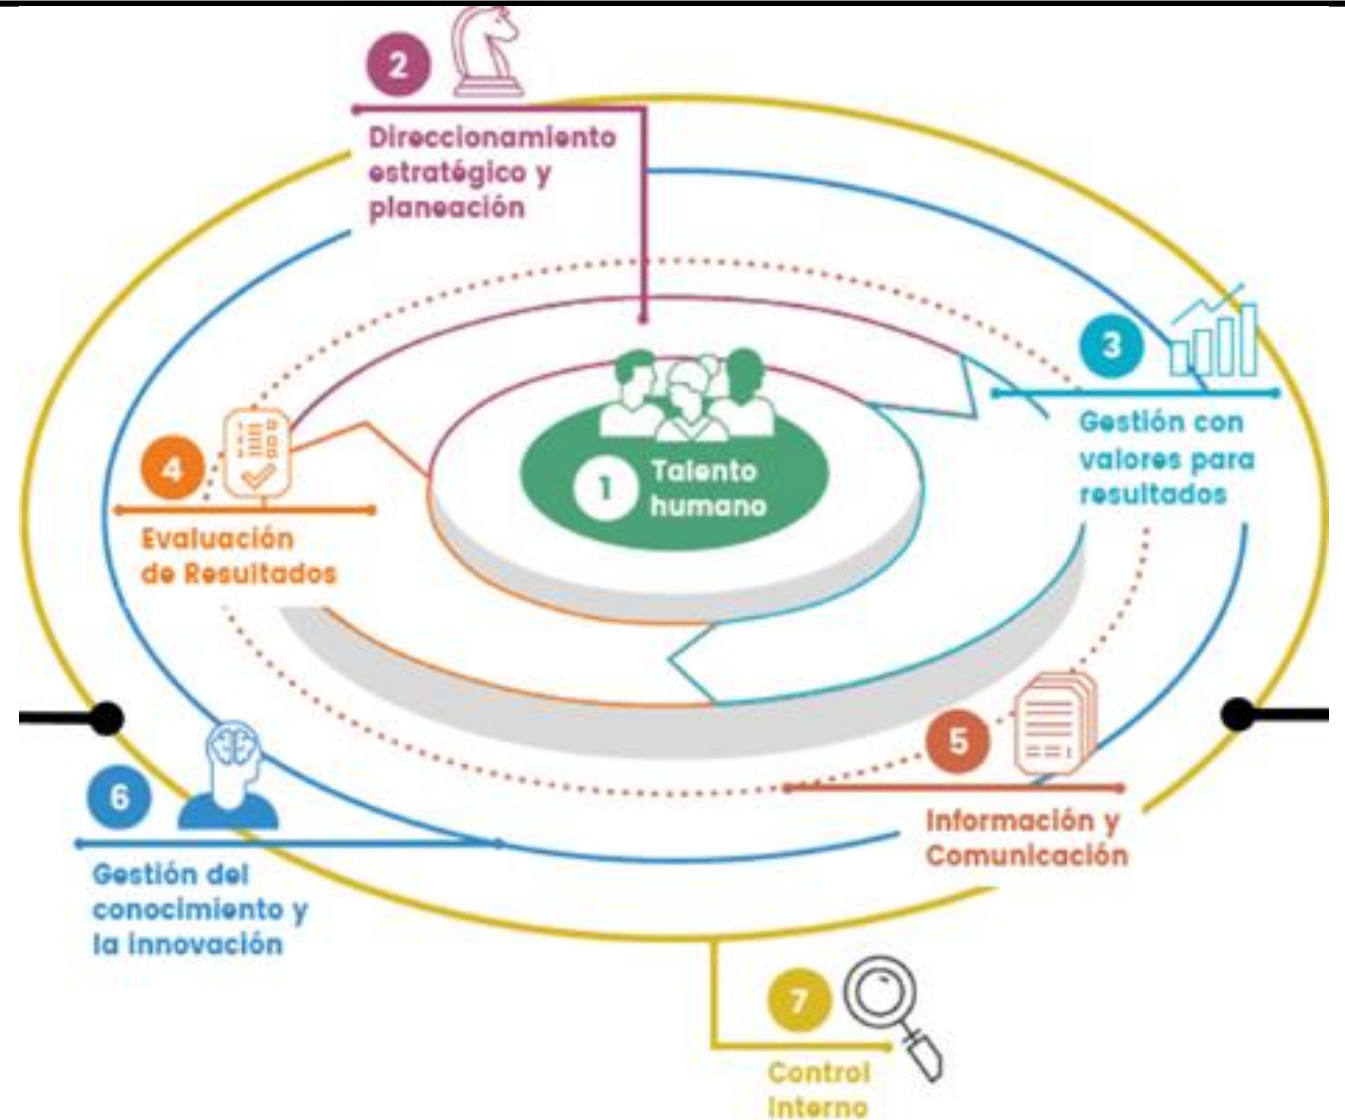 2
Direccionamiento
estratégico y
planeación
3
Gestión con
valores para
resultados
1
Talento
humano
4
Evaluación
de Resultados
5
Información y
Comunicación
6
Gestión del
conocimiento y
la innovación
7
Control
Interno